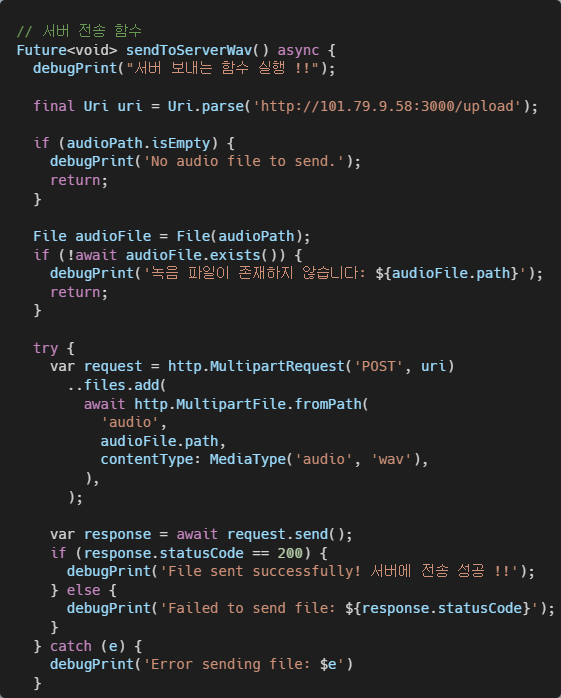 // 서버 전송 함수
Future<void> sendToServerWav() async {
  debugPrint("서버 보내는 함수 실행 !!");

  final Uri uri = Uri.parse('http://101.79.9.58:3000/upload');

  if (audioPath.isEmpty) {
    debugPrint('No audio file to send.');
    return;
  }

  File audioFile = File(audioPath);
  if (!await audioFile.exists()) {
    debugPrint('녹음 파일이 존재하지 않습니다: ${audioFile.path}');
    return;
  }

  try {
    var request = http.MultipartRequest('POST', uri)
      ..files.add(
        await http.MultipartFile.fromPath(
          'audio',
          audioFile.path,
          contentType: MediaType('audio', 'wav'),
        ),
      );

    var response = await request.send();
    if (response.statusCode == 200) {
      debugPrint('File sent successfully! 서버에 전송 성공 !!');
    } else {
      debugPrint('Failed to send file: ${response.statusCode}');
    }
  } catch (e) {
    debugPrint('Error sending file: $e')
  }